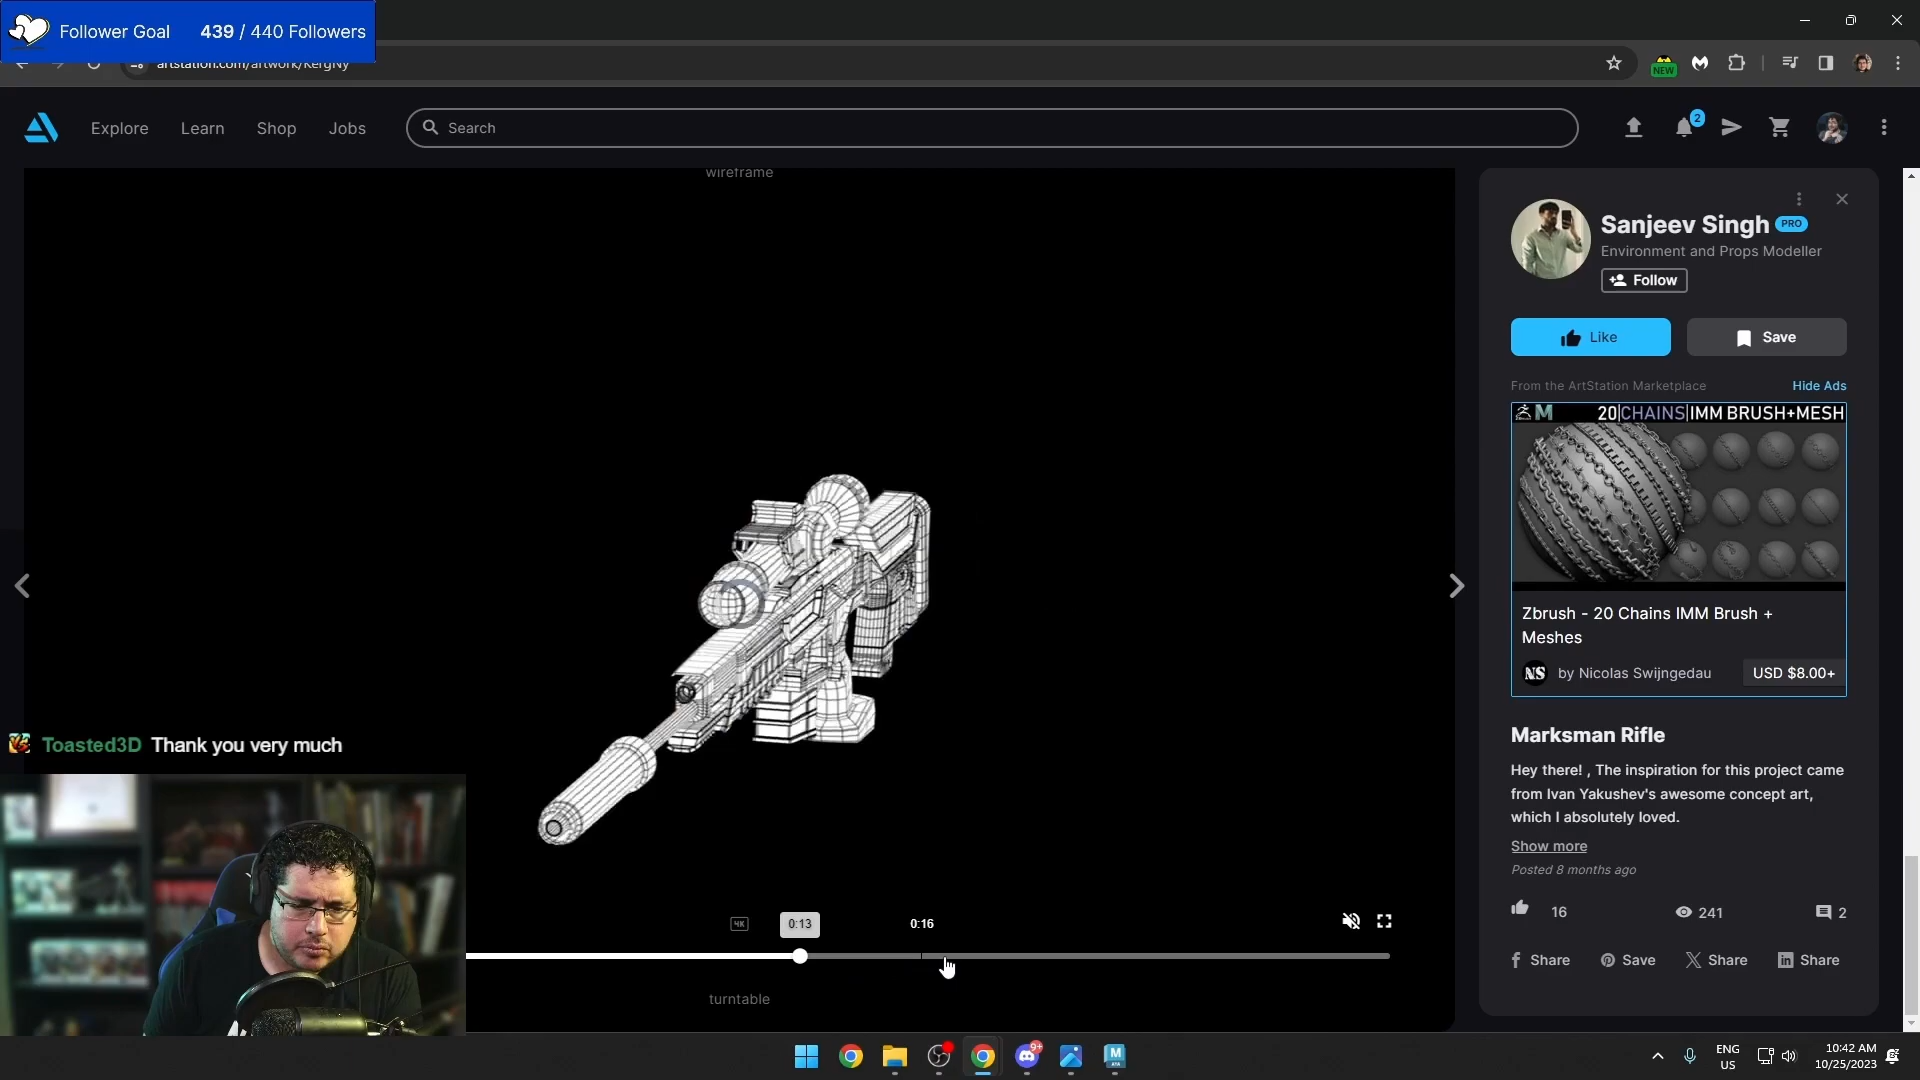 Follower Goal 439 / 440 Followers
artstation.com/artwork/KergNy
NEW
Explore
Learn
Shop
Jobs
Search
2
wireframe
Sanjeev Singh PRO
Environment and Props Modeller
Follow
Like
Save
From the ArtStation Marketplace
Hide Ads
M 20|CHAINS|IMM BRUSH+MESH
Zbrush - 20 Chains IMM Brush +
Meshes
NS by Nicolas Swijngedau
USD $8.00+
Marksman Rifle
Hey there! , The inspiration for this project came
from Ivan Yakushev's awesome concept art,
which I absolutely loved.
Show more
Posted 8 months ago
16
241
2
Share
Save
Share
Share
Toasted3D Thank you very much
4K
0:13
0:16
turntable
9+
M
ENG
US
10:42 AM
10/25/2023